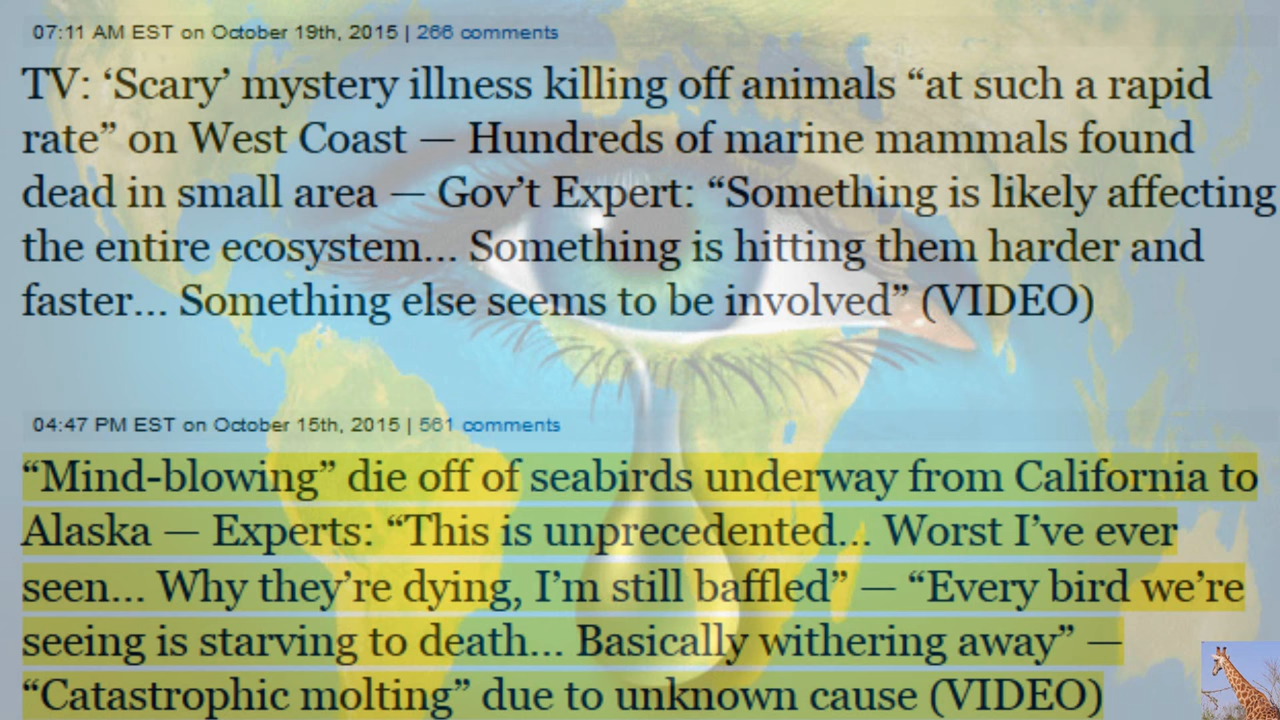 07:11 AM EST on October 19th, 2015 | 266 comments
TV: ‘Scary’ mystery illness killing off animals “at such a rapid
rate” on West Coast — Hundreds of marine mammals found
dead in small area — Gov’t Expert: “Something is likely affecting
the entire ecosystem... Something is hitting them harder and
faster... Something else seems to be involved” (VIDEO)
04:47 PM EST on October 15th, 2015 | 561 comments
“Mind-blowing” die off of seabirds underway from California to
Alaska — Experts: “This is unprecedented... Worst I’ve ever
seen... Why they’re dying, I’m still baffled” — “Every bird we’re
seeing is starving to death... Basically withering away” —
“Catastrophic molting” due to unknown cause (VIDEO)